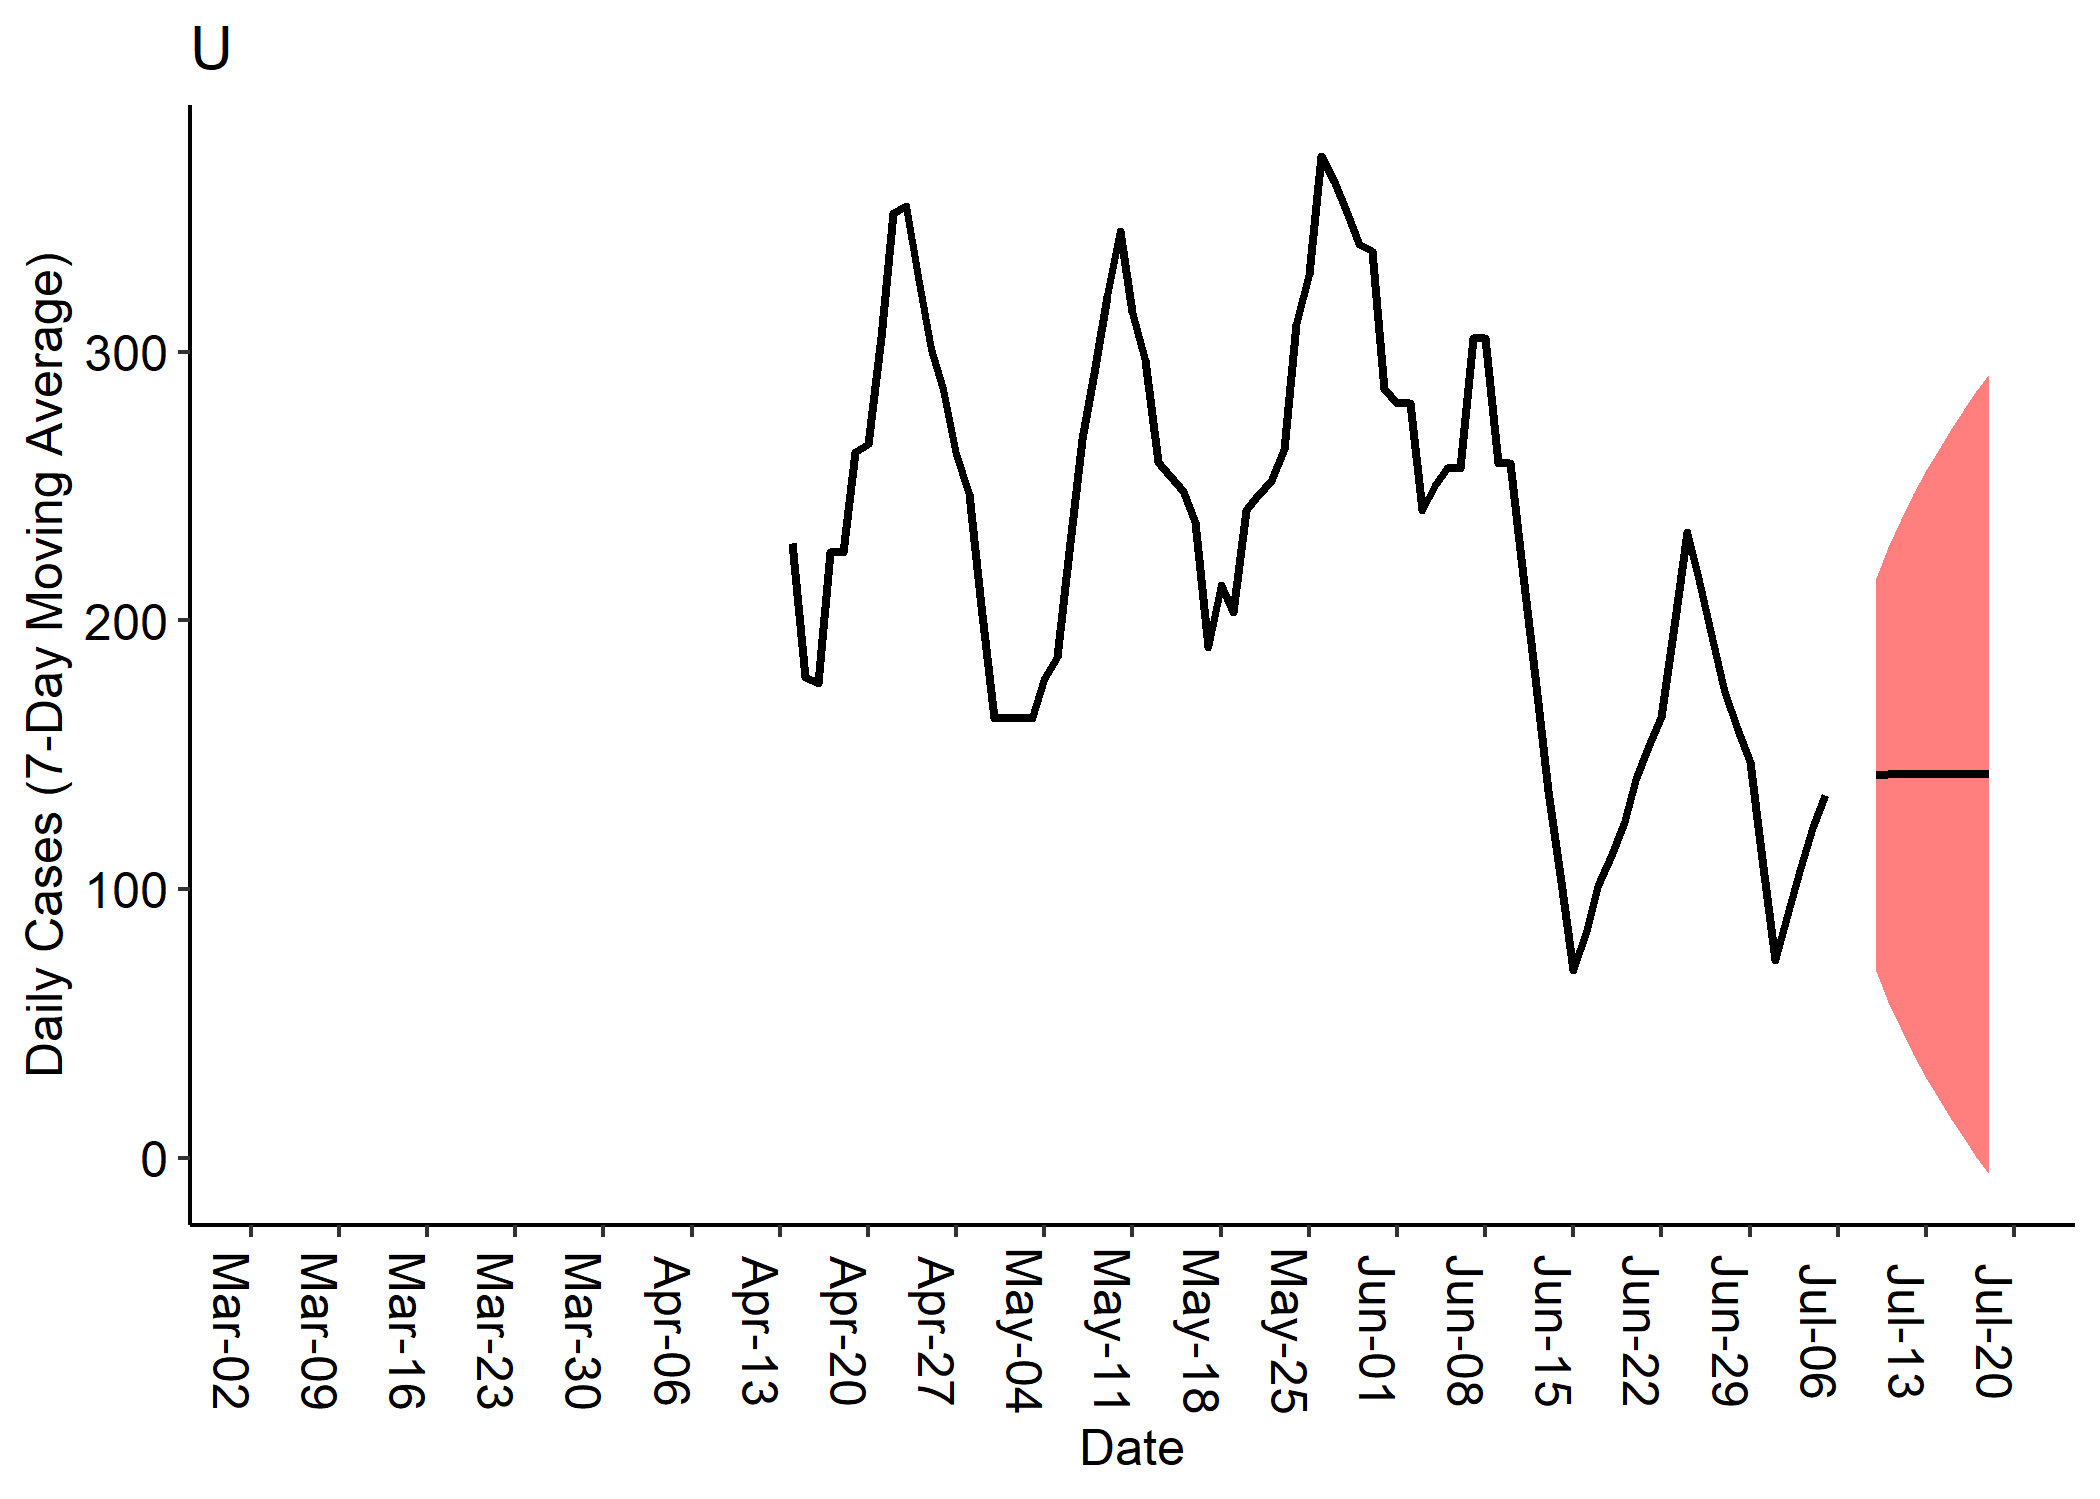 U
Daily Cases (7-Day Moving Average)
300
200
100
0
Mar-02
Mar-09
Mar-16
Mar-23
Mar-30
Apr-06
Apr-13
Apr-20
Apr-27
May-04
May-11
May-18
May-25
Jun-01
Jun-08
Jun-15
Jun-22
Jun-29
Jul-06
Jul-13
Jul-20
Date